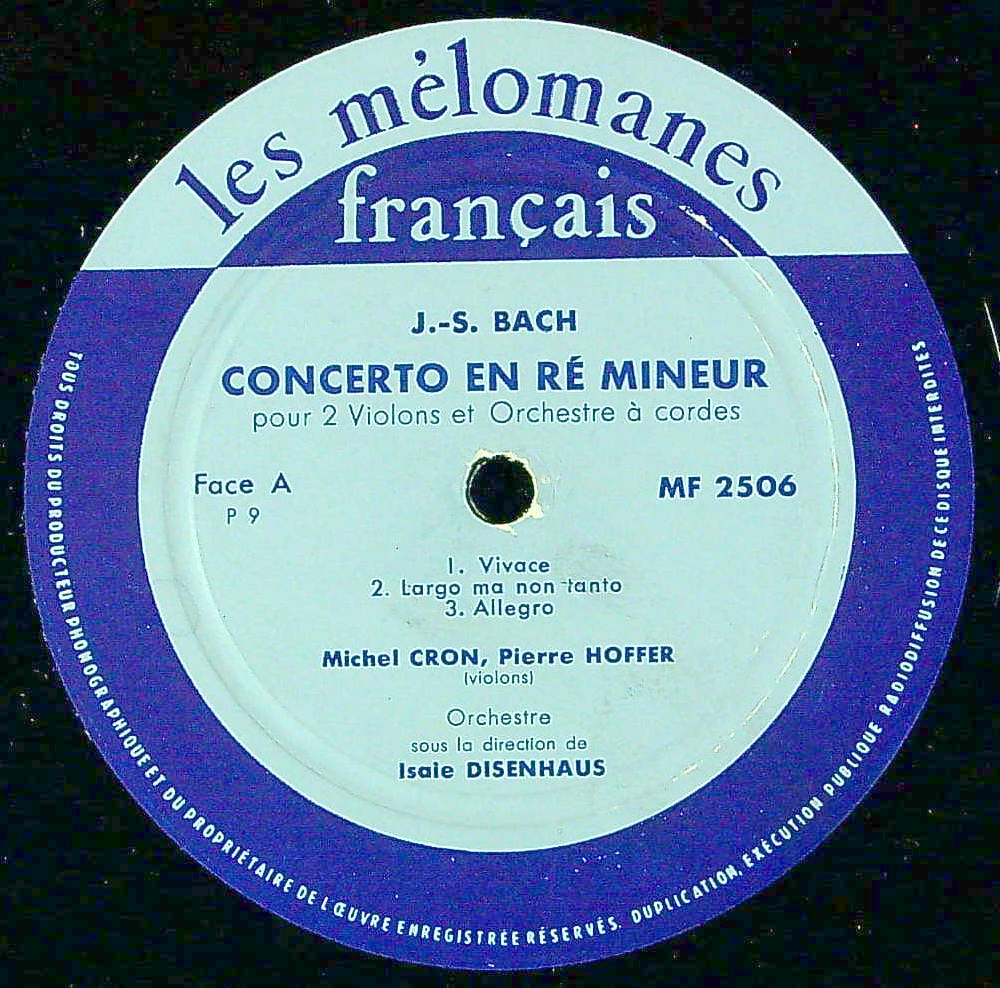 les mélomanes
français
J.-S. BACH
CONCERTO EN RÉ MINEUR
pour 2 Violons et Orchestre à cordes
Face A
MF 2506
P 9
1. Vivace
2. Largo ma non tanto
3. Allegro
Michel CRON, Pierre HOFFER
(violons)
Orchestre
sous la direction de
Isaie DISENHAUS
TOUS DROITS DU PRODUCTEUR PHONOGRAPHIQUE ET DU PROPRIÉTAIRE DE L'ŒUVRE ENREGISTRÉE RÉSERVÉS. DUPLICATION, EXÉCUTION PUBLIQUE RADIODIFFUSION DE CE DISQUE INTERDITES